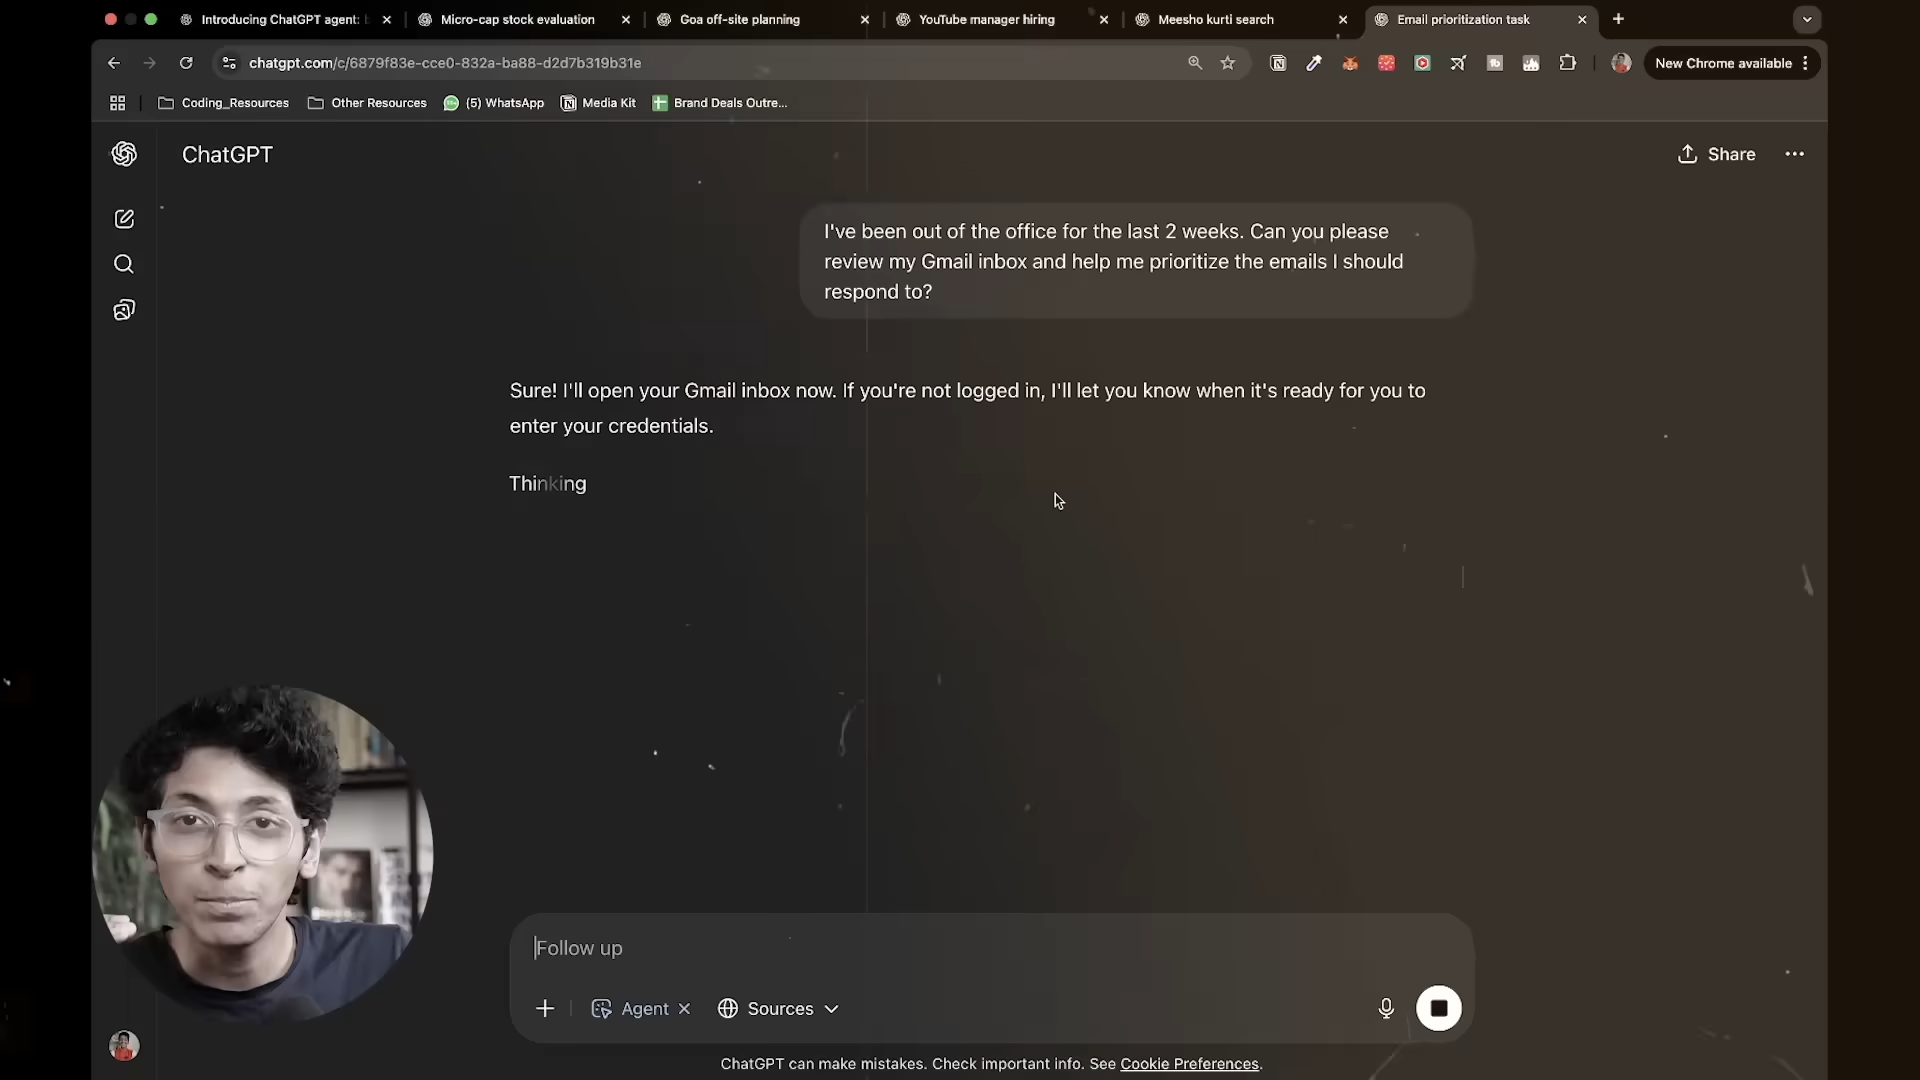 Introducing ChatGPT agent: b
Micro-cap stock evaluation
Goa off-site planning
YouTube manager hiring
Meesho kurti search
Email prioritization task
chatgpt.com/c/6879f83e-cce0-832a-ba88-d2d7b319b31e
New Chrome available
Coding_Resources
Other Resources
(5) WhatsApp
Media Kit
Brand Deals Outre...
ChatGPT
Share
I've been out of the office for the last 2 weeks. Can you please
review my Gmail inbox and help me prioritize the emails I should
respond to?
Sure! I'll open your Gmail inbox now. If you're not logged in, I'll let you know when it's ready for you to
enter your credentials.
Thinking
Follow up
Agent
Sources
ChatGPT can make mistakes. Check important info. See Cookie Preferences.